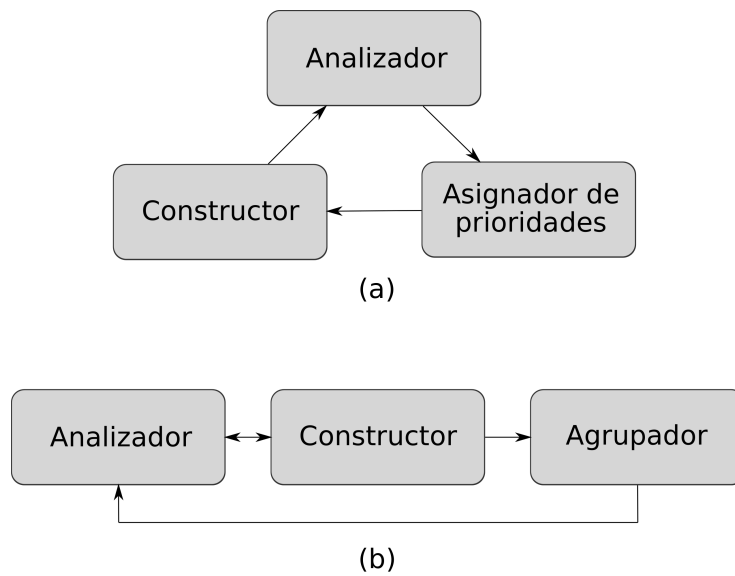 Analizador
Constructor
Asignador de
prioridades
(a)
Analizador
Constructor
Agrupador
(b)